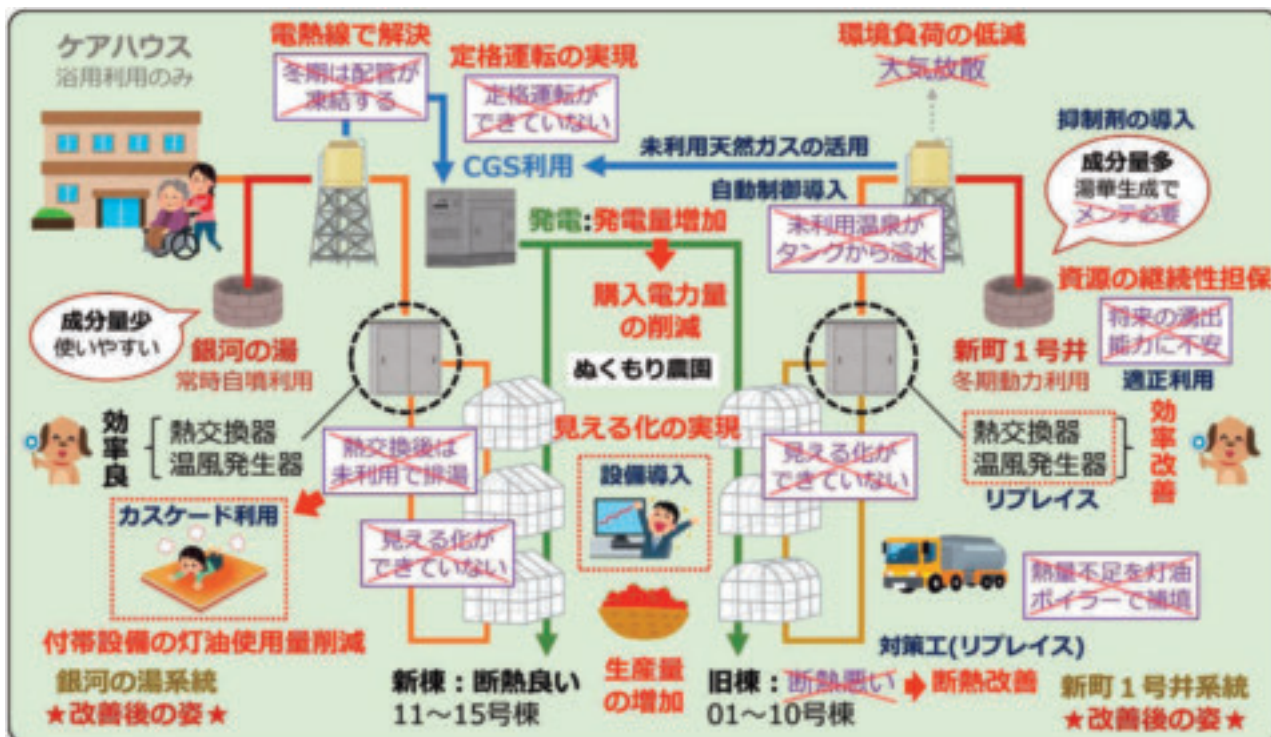 ケアハウス
浴用利用のみ
電熱線で解決
冬期は配管が
凍結する
定格運転の実現
定格運転が
できていない
環境負荷の低減
大気放散
抑制剤の導入
成分量多
湯華生成で
メンテ必要
未利用天然ガスの活用
CGS利用
自動制御導入
未利用温泉が
タンクから溢水
発電:発電量増加
購入電力量
の削減
資源の継続性担保
将来の湧出
能力に不安
適正利用
成分量少
使いやすい
銀河の湯
常時自噴利用
新町1号井
冬期動力利用
ぬくもり農園
効率良
熱交換器
温風発生器
熱交換後は
未利用で排湯
見える化の実現
設備導入
見える化が
できていない
熱交換器
温風発生器
リプレイス
効率改善
カスケード利用
見える化が
できていない
熱量不足を灯油
ボイラーで補填
対策工(リプレイス)
付帯設備の灯油使用量削減
銀河の湯系統
★改善後の姿★
新棟:断熱良い
11~15号棟
生産量
の増加
旧棟:断熱悪い
01~10号棟
断熱改善
新町1号井系統
★改善後の姿★